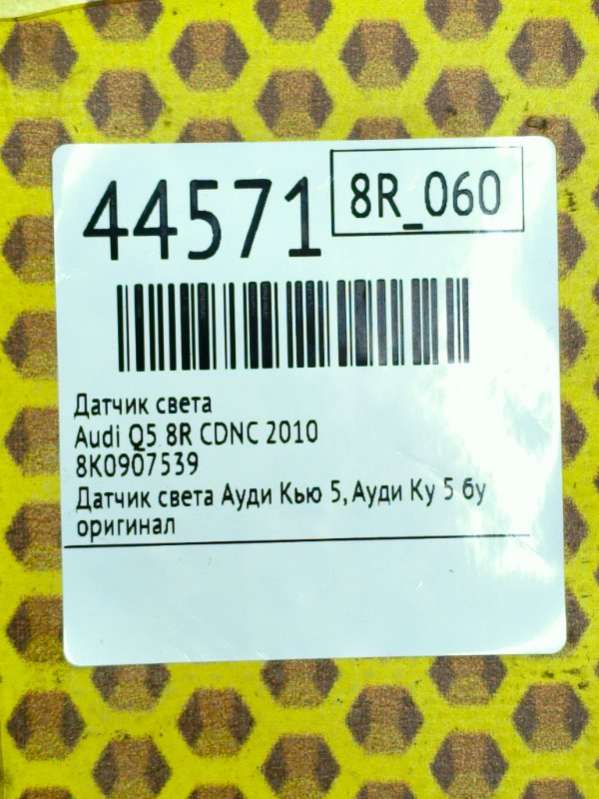 44571
8R_060
Датчик света
Audi Q5 8R CDNC 2010
8K0907539
Датчик света Ауди Кью 5, Ауди Ку 5 бу
оригинал